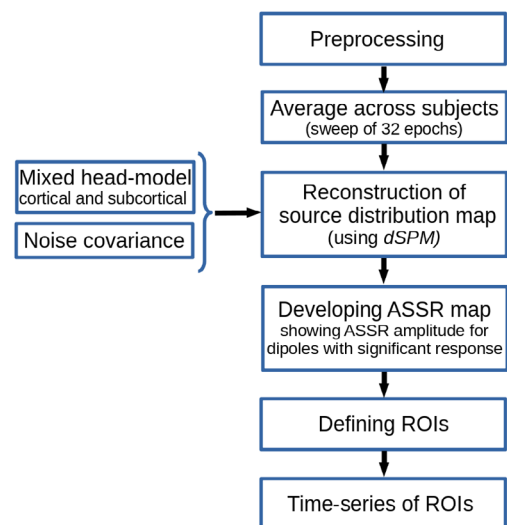 Preprocessing
Average across subjects
(sweep of 32 epochs)
Mixed head-model
cortical and subcortical
Noise covariance
Reconstruction of
source distribution map
(using dSPM)
Developing ASSR map
showing ASSR amplitude for
dipoles with significant response
Defining ROIs
Time-series of ROIs